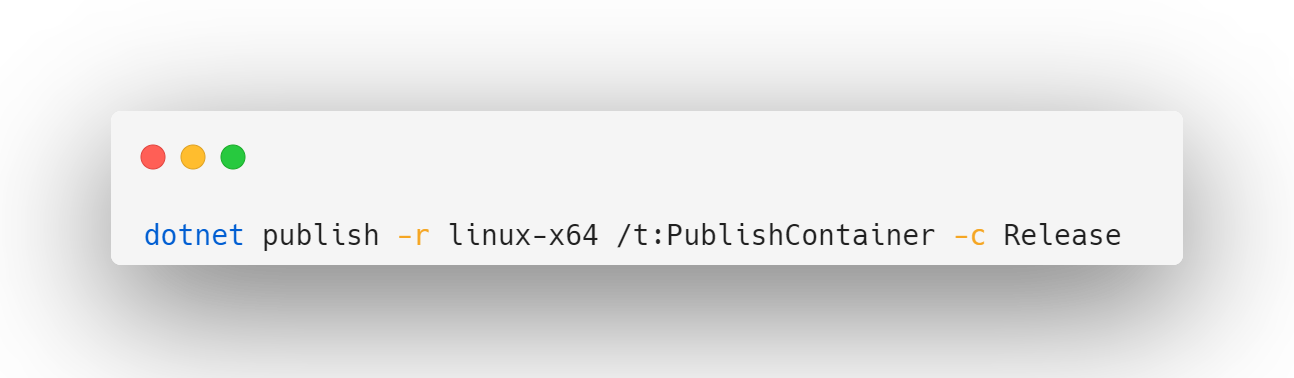 dotnet publish -r linux-x64 /t:PublishContainer -c Release